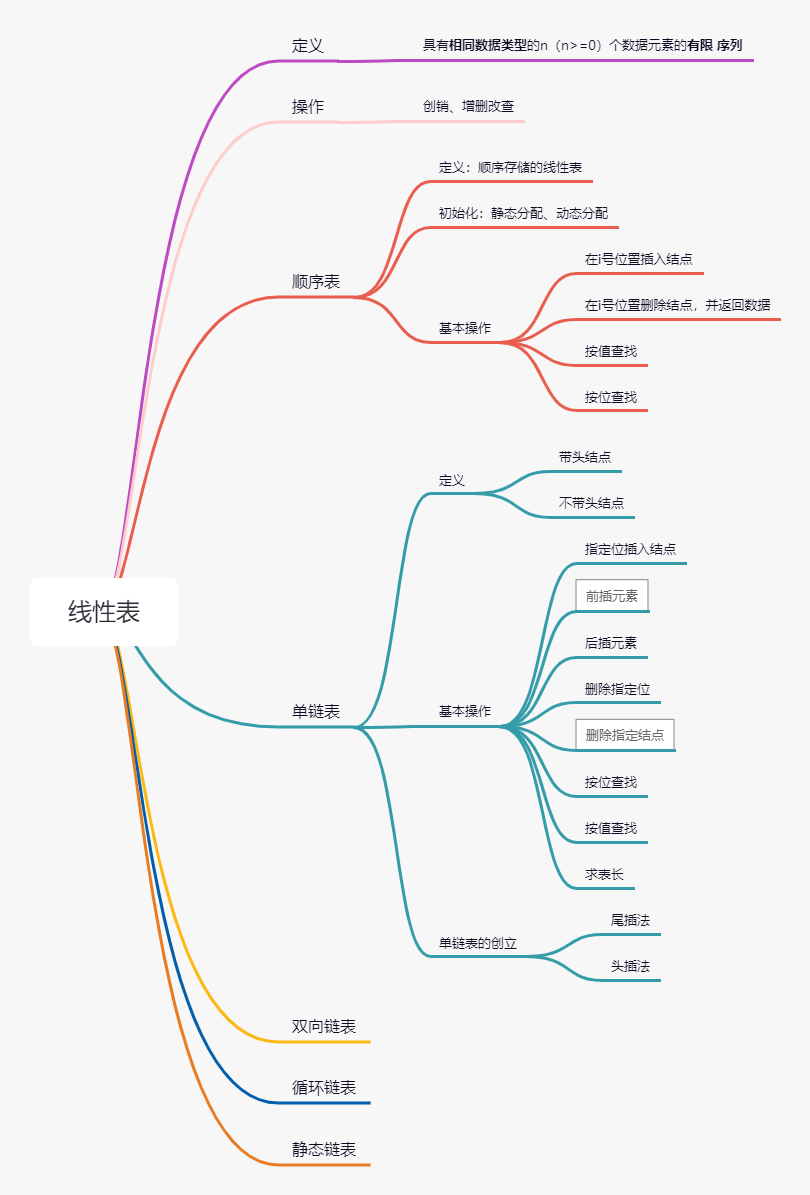 定义
具有相同数据类型的n（n>=0）个数据元素的有限 序列
操作
创销、增删改查
顺序表
定义：顺序存储的线性表
初始化：静态分配、动态分配
基本操作
在i号位置插入结点
在i号位置删除结点，并返回数据
按值查找
按位查找
线性表
单链表
定义
带头结点
不带头结点
基本操作
指定位插入结点
前插元素
后插元素
删除指定位
删除指定结点
按位查找
按值查找
求表长
单链表的创立
尾插法
头插法
双向链表
循环链表
静态链表